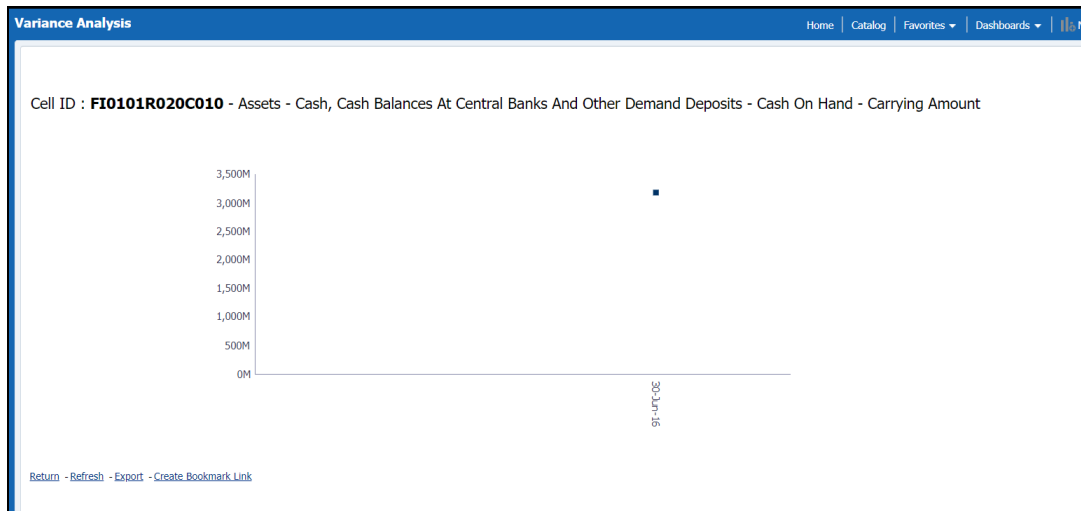 Variance Analysis
Home Catalog Favorites Dashboards
Cell ID : FI0101R020C010 - Assets - Cash, Cash Balances At Central Banks And Other Demand Deposits - Cash On Hand - Carrying Amount
3,500M
3,000M
2,500M
2,000M
1,500M
1,000M
500M
0M
30-Jun-16
Return - Refresh - Export - Create Bookmark Link